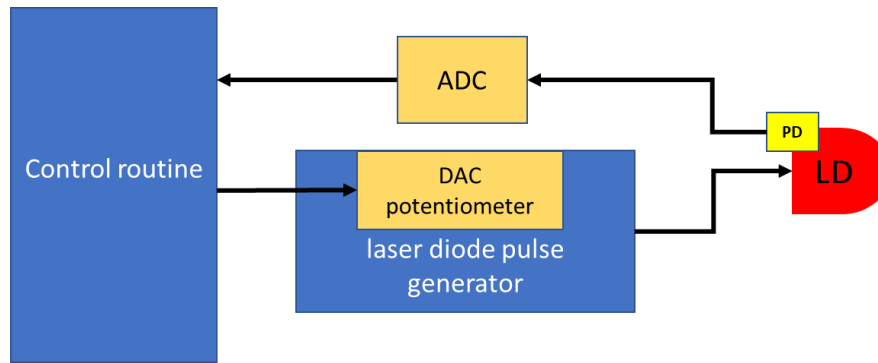 ADC
PD
Control routine
DAC
potentiometer
LD
laser diode pulse
generator